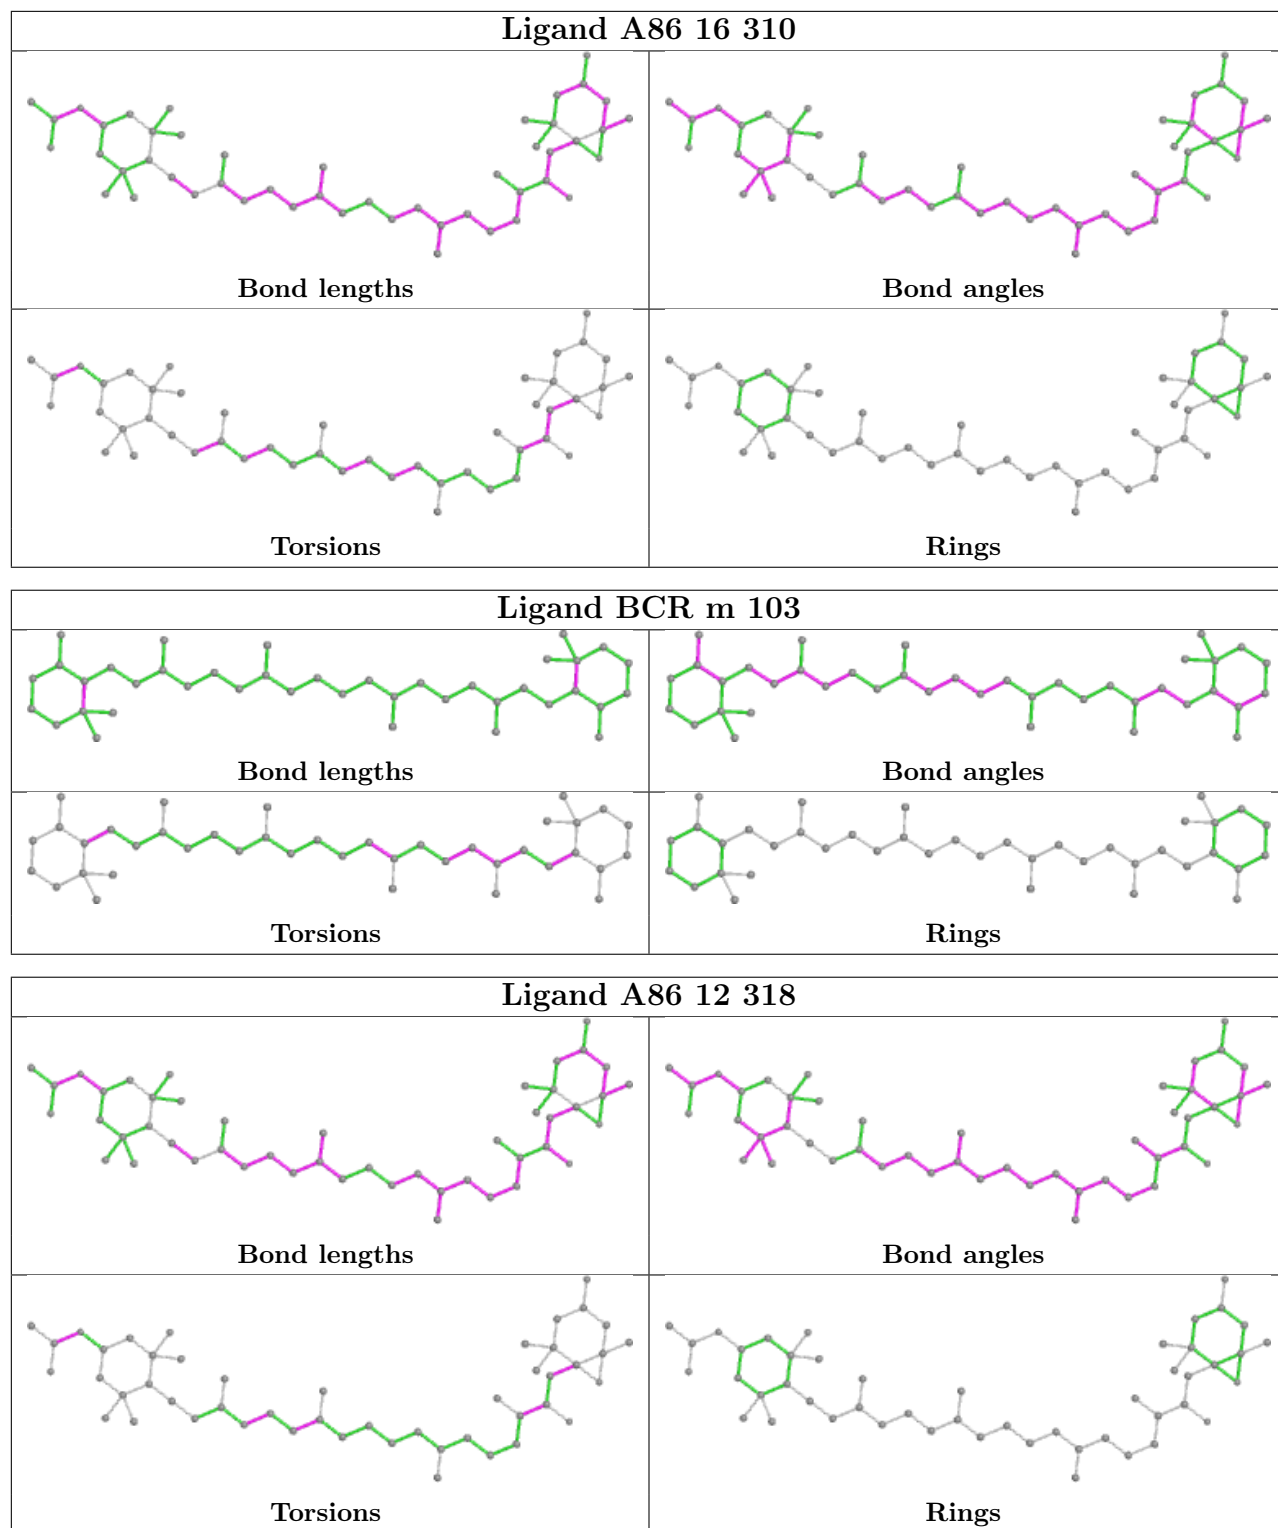 Ligand A86 16 310
Bond lengths
Bond angles
Torsions
Rings
Ligand BCR m 103
Bond lengths
Bond angles
Torsions
Rings
Ligand A86 12 318
Bond lengths
Bond angles
Torsions
Rings